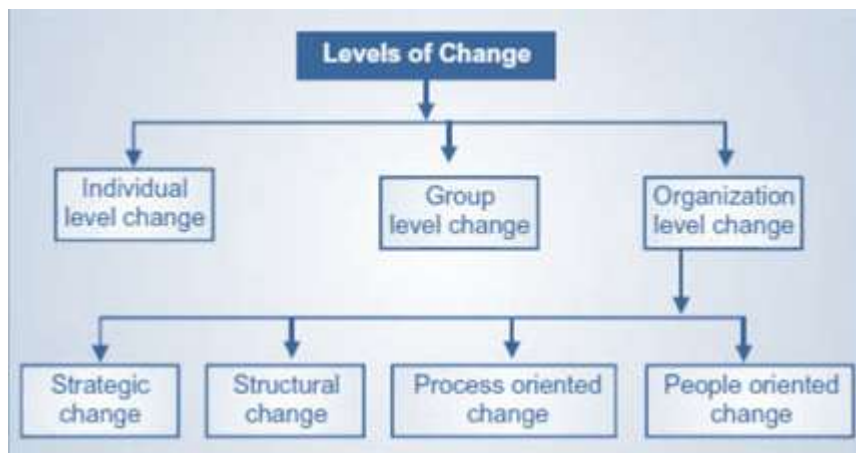 Levels of Change
Individual
level change
Group
level change
Organization
level change
Strategic
change
Structural
change
Process oriented
change
People oriented
change